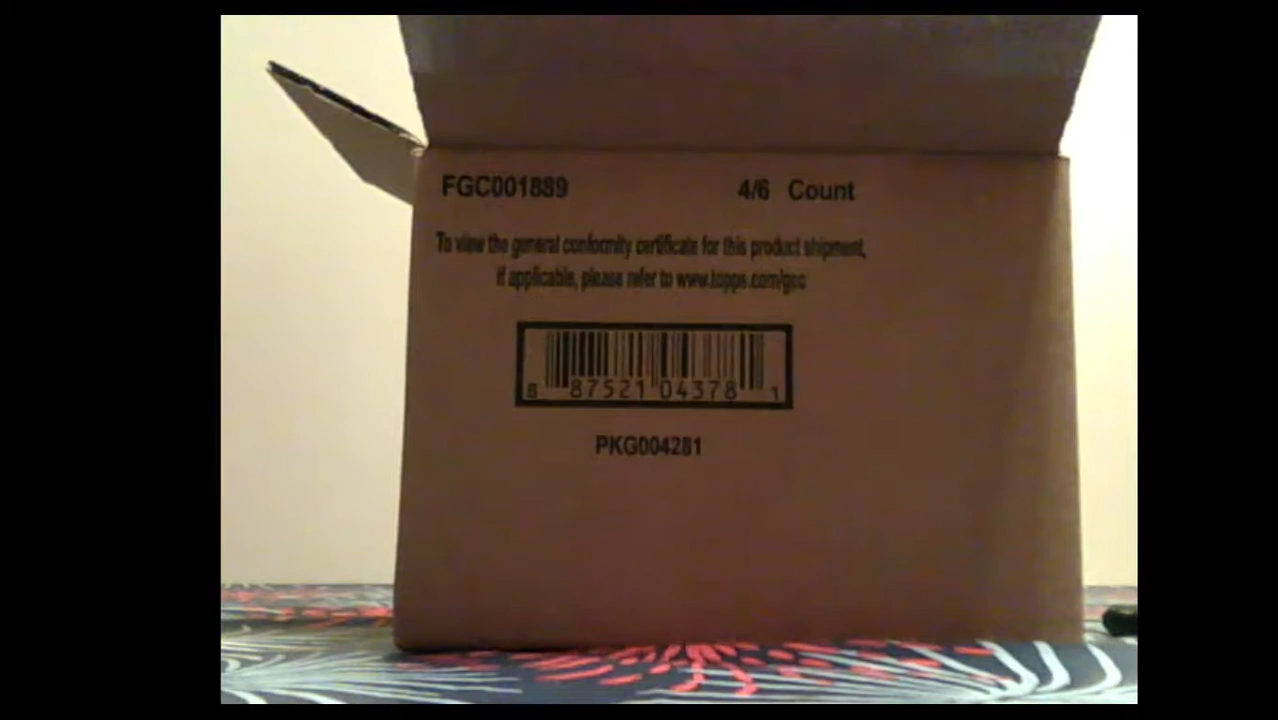 FGC001889
4/6 Count
To view the general conformity certificate for this product shipment,
if applicable, please refer to www.topps.com/gcc
8 87521 04378 1
PKG004281